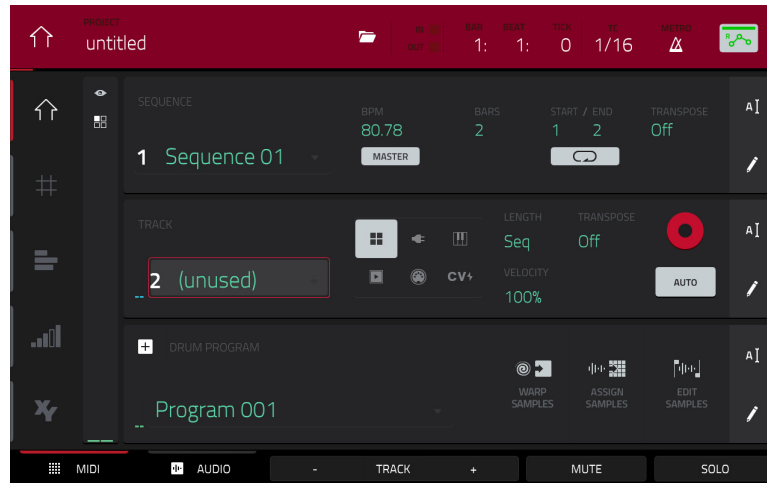 PROJECT
untitled
IN
OUT
BAR BEAT TICK TC METRO
1: 1: 0 1/16
SEQUENCE
1 Sequence 01
BPM
80.78
MASTER
BARS
2
START / END
1 2
TRANSPOSE
Off
TRACK
2 (unused)
CV
LENGTH
Seq
TRANSPOSE
Off
VELOCITY
100%
AUTO
DRUM PROGRAM
Program 001
WARP
SAMPLES
ASSIGN
SAMPLES
EDIT
SAMPLES
XY
MIDI AUDIO - TRACK + MUTE SOLO